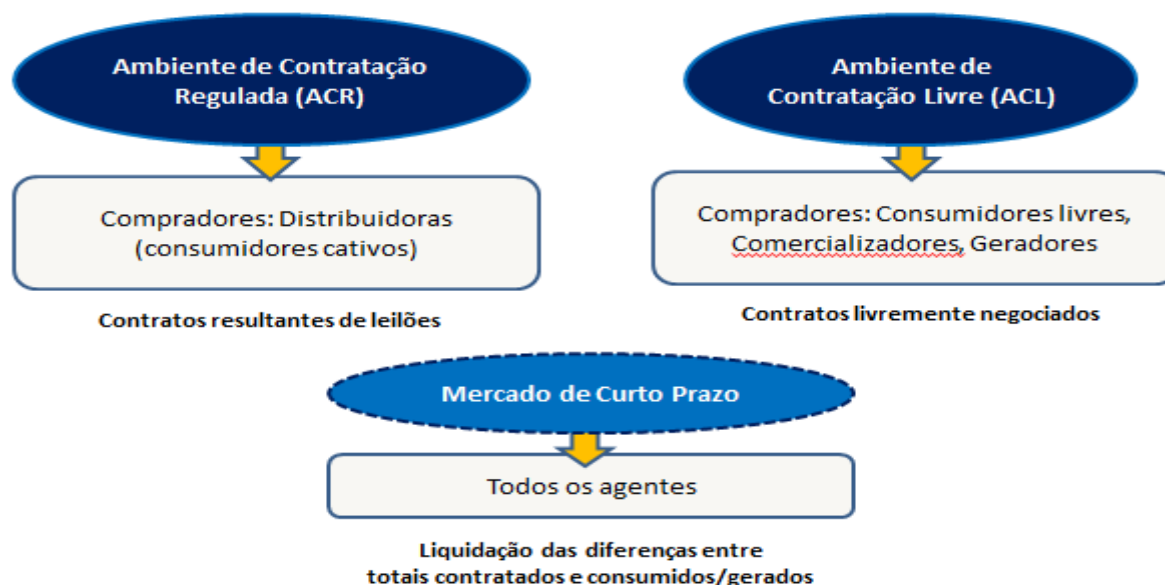 Ambiente de Contratação
Regulada (ACR)
Ambiente de
Contratação Livre (ACL)
Compradores: Distribuidoras
(consumidores cativos)
Compradores: Consumidores livres,
Comercializadores, Geradores
Contratos resultantes de leilões
Contratos livremente negociados
Mercado de Curto Prazo
Todos os agentes
Liquidação das diferenças entre
totais contratados e consumidos/gerados